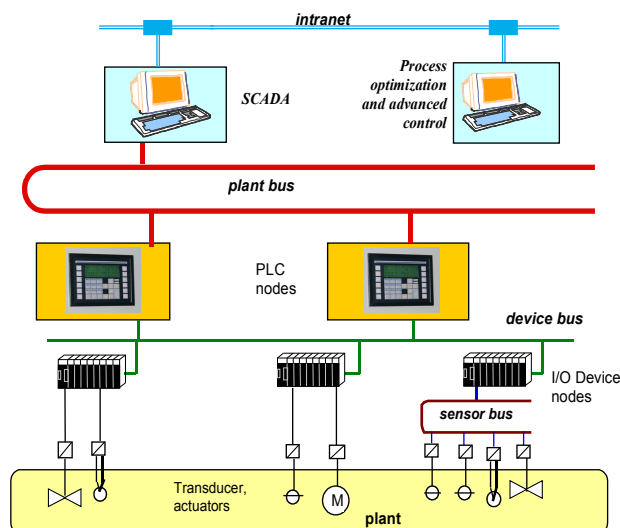 intranet
SCADA
Process
optimization
and advanced
control
plant bus
PLC
nodes
device bus
I/O Device
nodes
sensor bus
Transducer,
actuators
M
plant